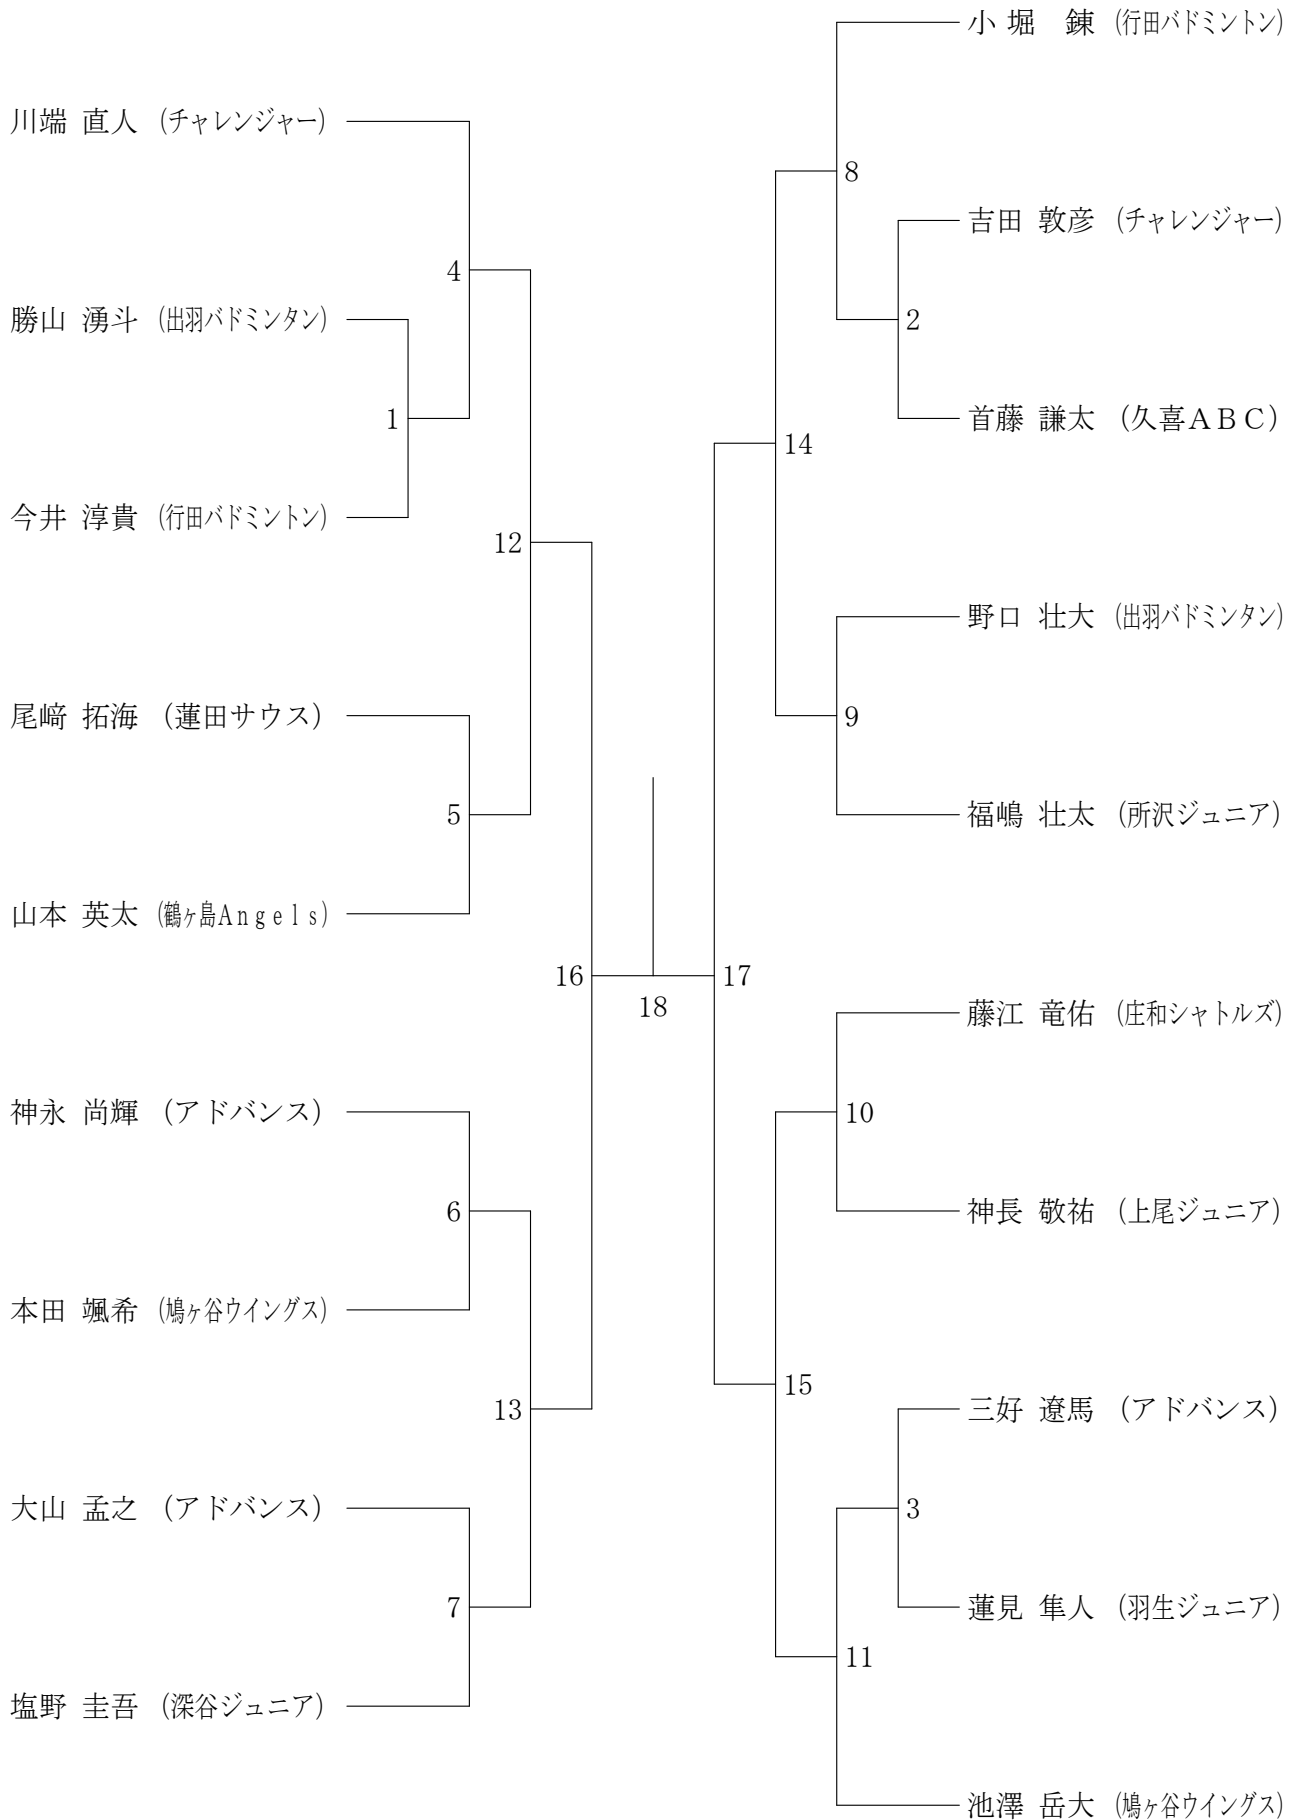 川端 直人 (チャレンジャー)
4
勝山 湧斗 (出羽バドミンタン)
1
今井 淳貴 (行田バドミントン)
12
尾﨑 拓海 (蓮田サウス)
5
山本 英太 (鶴ヶ島Angels)
16
18
神永 尚輝 (アドバンス)
6
本田 颯希 (鳩ヶ谷ウイングス)
13
大山 孟之 (アドバンス)
7
塩野 圭吾 (深谷ジュニア)
小堀 錬 (行田バドミントン)
8
吉田 敦彦 (チャレンジャー)
2
首藤 謙太 (久喜ABC)
14
野口 壮大 (出羽バドミンタン)
9
福嶋 壮太 (所沢ジュニア)
17
藤江 竜佑 (庄和シャトルズ)
10
神長 敬祐 (上尾ジュニア)
15
三好 遼馬 (アドバンス)
3
蓮見 隼人 (羽生ジュニア)
11
池澤 岳大 (鳩ヶ谷ウイングス)